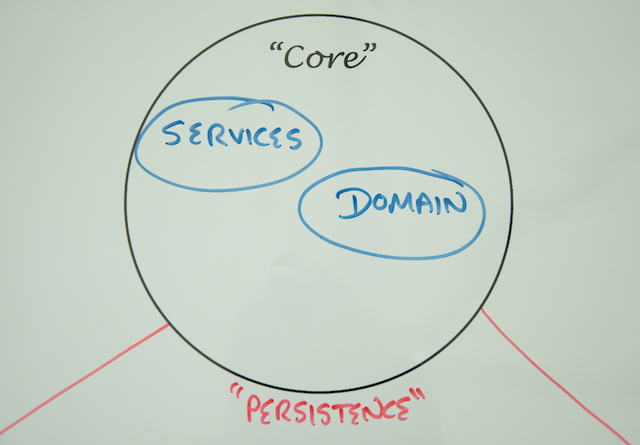 “Core”
SERVICES
DOMAIN
"PERSISTENCE"